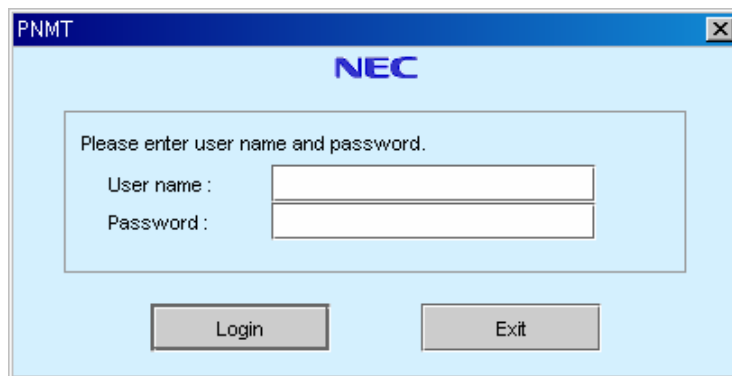 PNMT
NEC
Please enter user name and password.
User name :
Password :
Login Exit